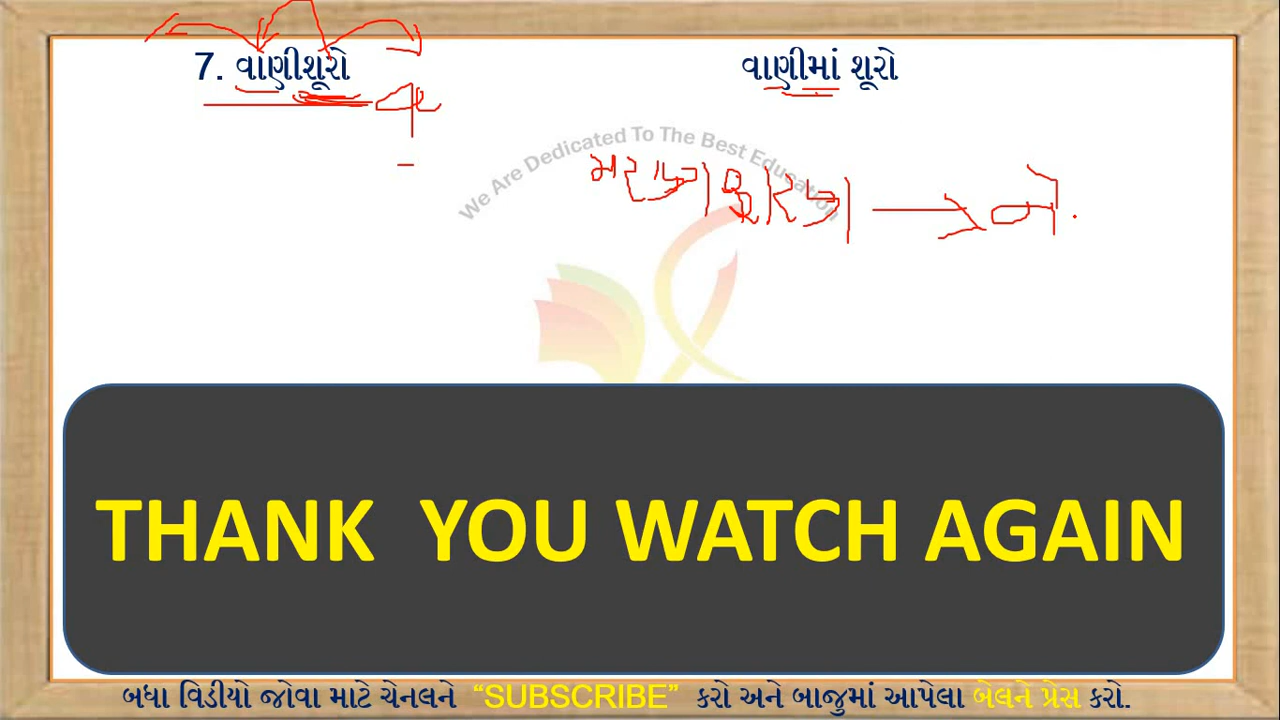 7. વાણીશૂરો વાણીમાં શૂરો
We Are Dedicated To The Best Education
THANK YOU WATCH AGAIN
બધા વિડીયો જોવા માટે ચેનલને “SUBSCRIBE” કરો અને બાજુમાં આપેલા બેલને પ્રેસ કરો.